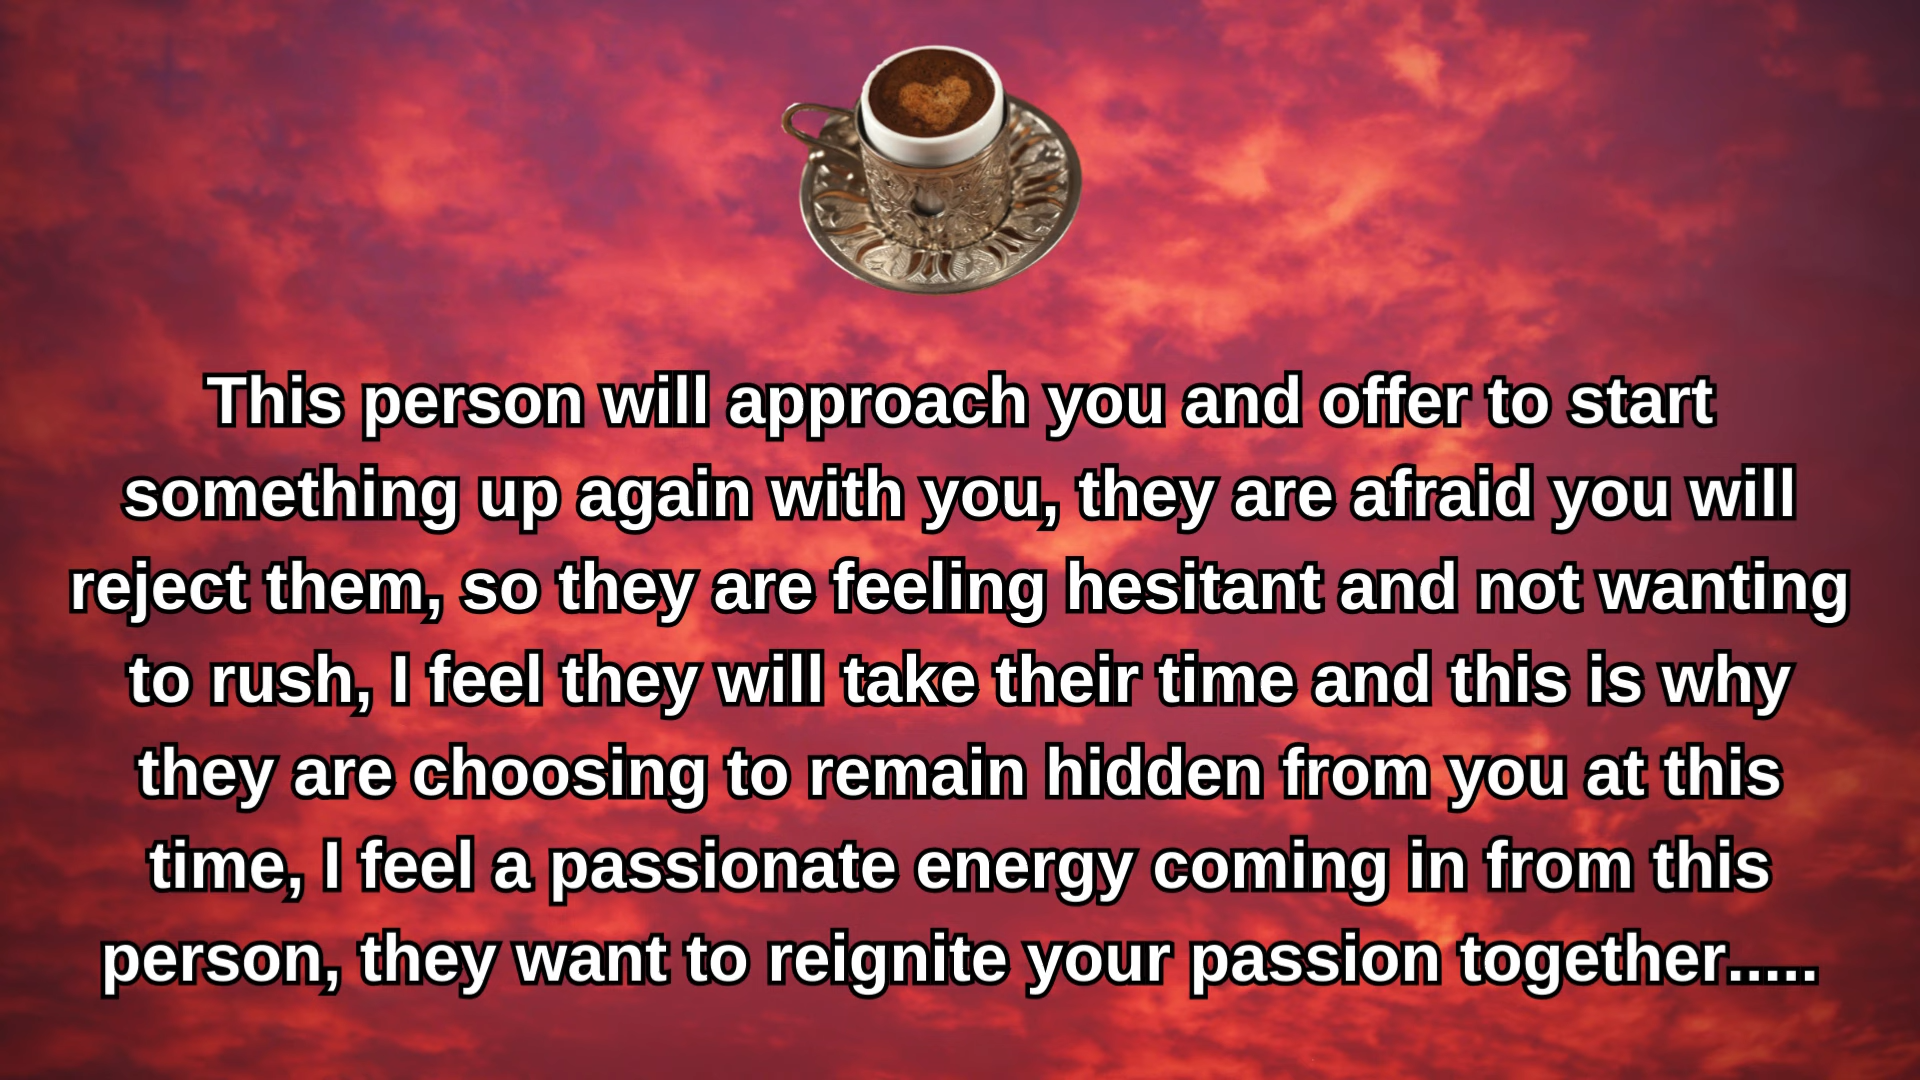 This person will approach you and offer to start
something up again with you, they are afraid you will
reject them, so they are feeling hesitant and not wanting
to rush, I feel they will take their time and this is why
they are choosing to remain hidden from you at this
time, I feel a passionate energy coming in from this
person, they want to reignite your passion together.....